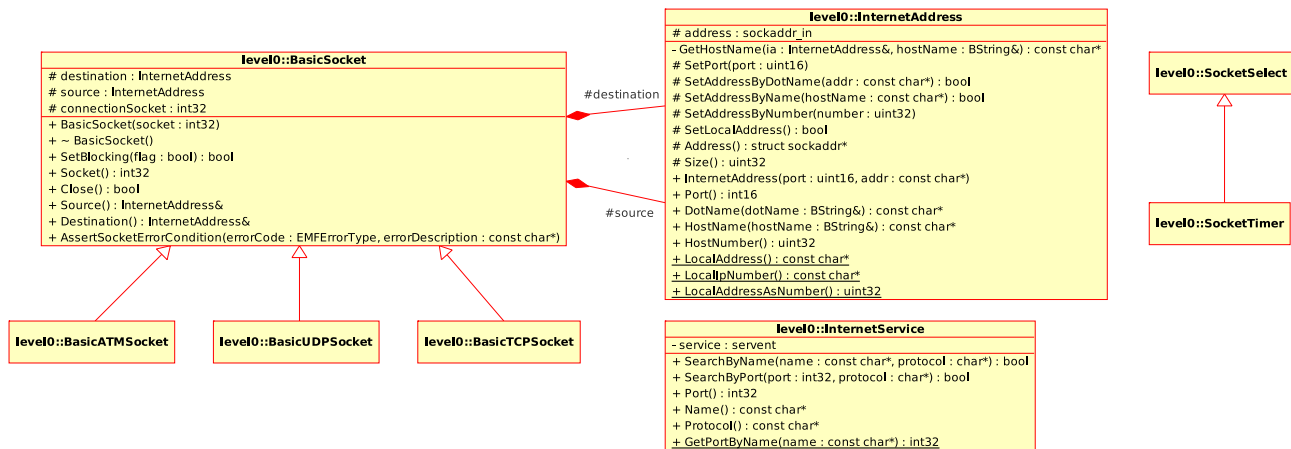 level0::BasicSocket
# destination : InternetAddress
# source : InternetAddress
# connectionSocket : int32
+ BasicSocket(socket : int32)
+ ~ BasicSocket()
+ SetBlocking(flag : bool) : bool
+ Socket() : int32
+ Close() : bool
+ Source() : InternetAddress&
+ Destination() : InternetAddress&
+ AssertSocketErrorCondition(errorCode : EMFErrorType, errorDescription : const char*)
#destination
#source
level0::InternetAddress
# address : sockaddr_in
- GetHostName(ia : InternetAddress&, hostName : BString&) : const char*
# SetPort(port : uint16)
# SetAddressByDotName(addr : const char*) : bool
# SetAddressByName(hostName : const char*) : bool
# SetAddressByNumber(number : uint32)
# SetLocalAddress() : bool
# Address() : struct sockaddr*
# Size() : uint32
+ InternetAddress(port : uint16, addr : const char*)
+ Port() : int16
+ DotName(dotName : BString&) : const char*
+ HostName(hostName : BString&) : const char*
+ HostNumber() : uint32
+ LocalAddress() : const char*
+ LocalIpNumber() : const char*
+ LocalAddressAsNumber() : uint32
level0::SocketSelect
level0::SocketTimer
level0::BasicATMSocket
level0::BasicUDPSocket
level0::BasicTCPSocket
level0::InternetService
- service : servent
+ SearchByName(name : const char*, protocol : char*) : bool
+ SearchByPort(port : int32, protocol : char*) : bool
+ Port() : int32
+ Name() : const char*
+ Protocol() : const char*
+ GetPortByName(name : const char*) : int32